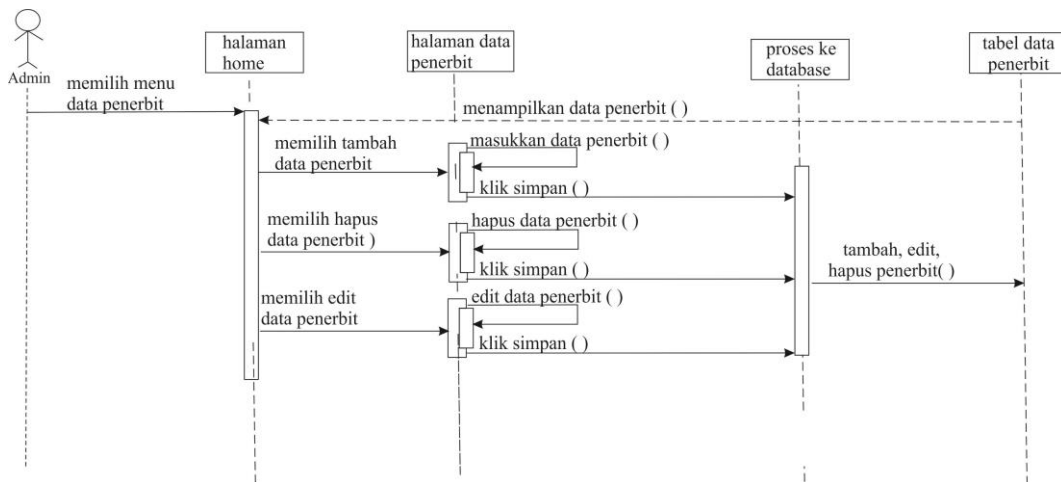 Admin
halaman
home
halaman data
penerbit
proses ke
database
tabel data
penerbit
memilih menu
data penerbit
menampilkan data penerbit ( )
memilih tambah
data penerbit
masukkan data penerbit ( )
klik simpan ( )
memilih hapus
data penerbit )
hapus data penerbit ( )
klik simpan ( )
tambah, edit,
hapus penerbit( )
memilih edit
data penerbit
edit data penerbit ( )
klik simpan ( )